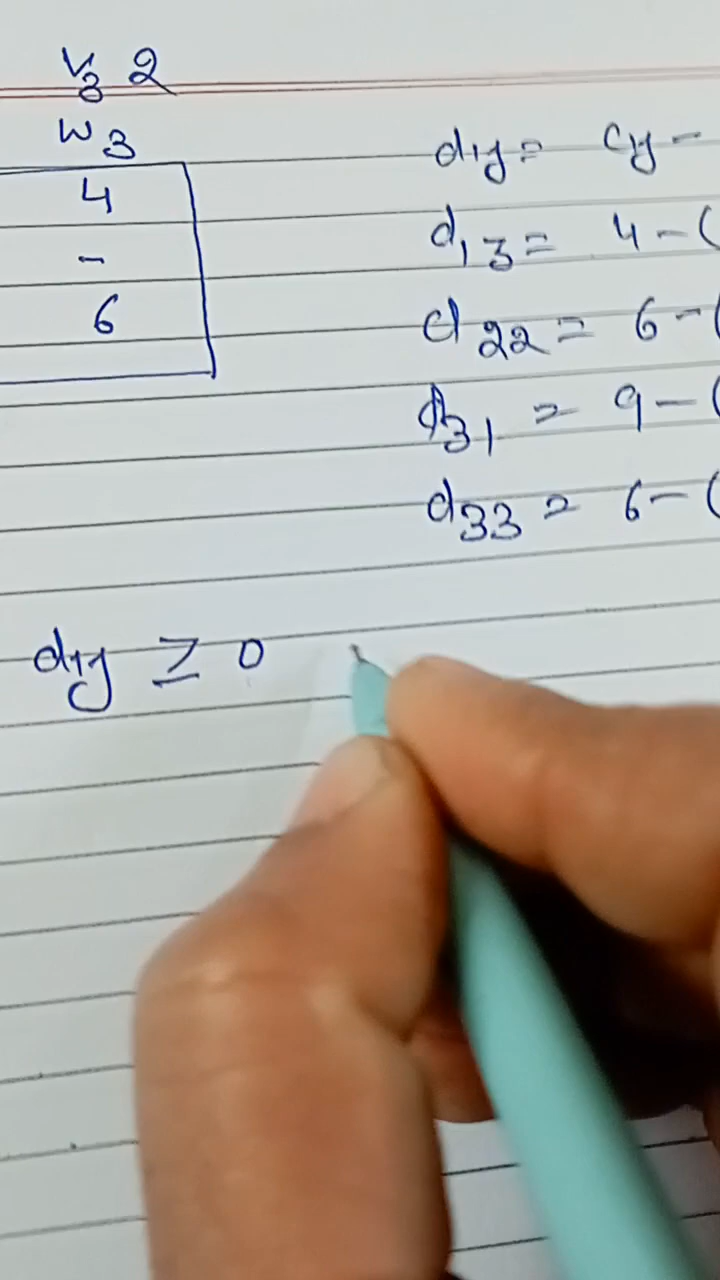 V3 2
W3
4
-
6
dij = cij -
d13 = 4 - (
d22 = 6 - (
d31 = 9 - (
d33 = 6 - (
dij ≥ 0